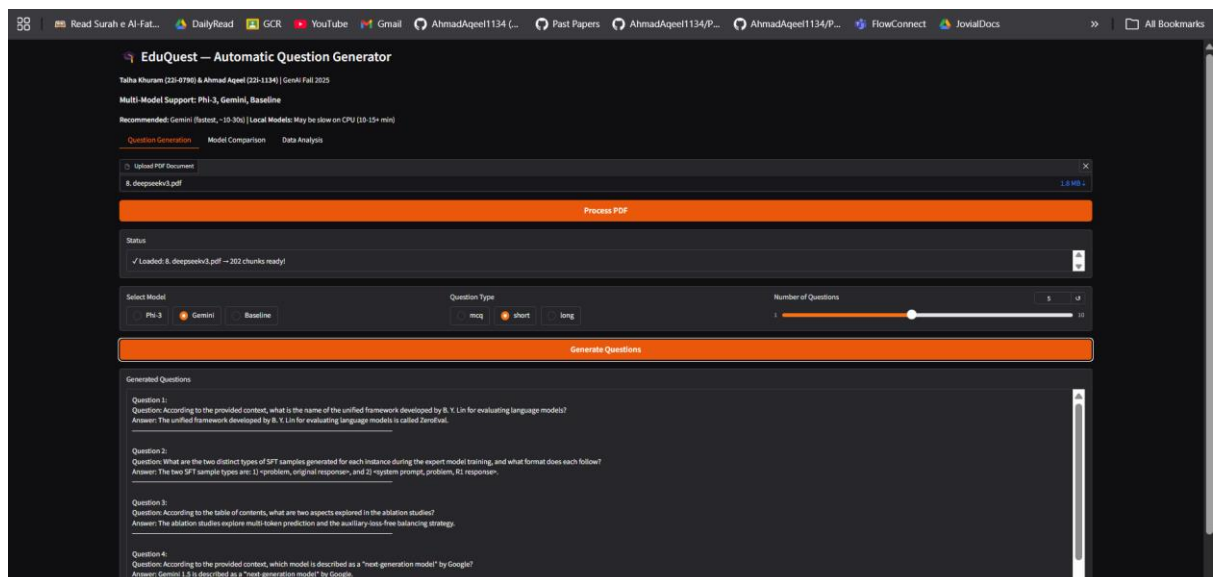 Read Surah e Al-Fat... DailyRead GCR YouTube Gmail AhmadAqeel1134 (... Past Papers AhmadAqeel1134/P... AhmadAqeel1134/P... FlowConnect JovialDocs » All Bookmarks
EduQuest — Automatic Question Generator
Talha Khuram (22i-0790) & Ahmad Aqeel (22i-1134) | GenAI Fall 2025
Multi-Model Support: Phi-3, Gemini, Baseline
Recommended: Gemini (fastest, ~10-30s) | Local Models: May be slow on CPU (10-15+ min)
Question Generation Model Comparison Data Analysis
Upload PDF Document
8. deepseekv3.pdf 1.8 MB ↓
Process PDF
Status
✓ Loaded: 8. deepseekv3.pdf → 202 chunks ready!
Select Model Question Type Number of Questions 5
Phi-3 Gemini Baseline mcq short long 1 10
Generate Questions
Generated Questions
Question 1:
Question: According to the provided context, what is the name of the unified framework developed by B. Y. Lin for evaluating language models?
Answer: The unified framework developed by B. Y. Lin for evaluating language models is called ZeroEval.
Question 2:
Question: What are the two distinct types of SFT samples generated for each instance during the expert model training, and what format does each follow?
Answer: The two SFT sample types are: 1) <problem, original response>, and 2) <system prompt, problem, R1 response>.
Question 3:
Question: According to the table of contents, what are two aspects explored in the ablation studies?
Answer: The ablation studies explore multi-token prediction and the auxiliary-loss-free balancing strategy.
Question 4:
Question: According to the provided context, which model is described as a "next-generation model" by Google?
Answer: Gemini 1.5 is described as a "next-generation model" by Google.